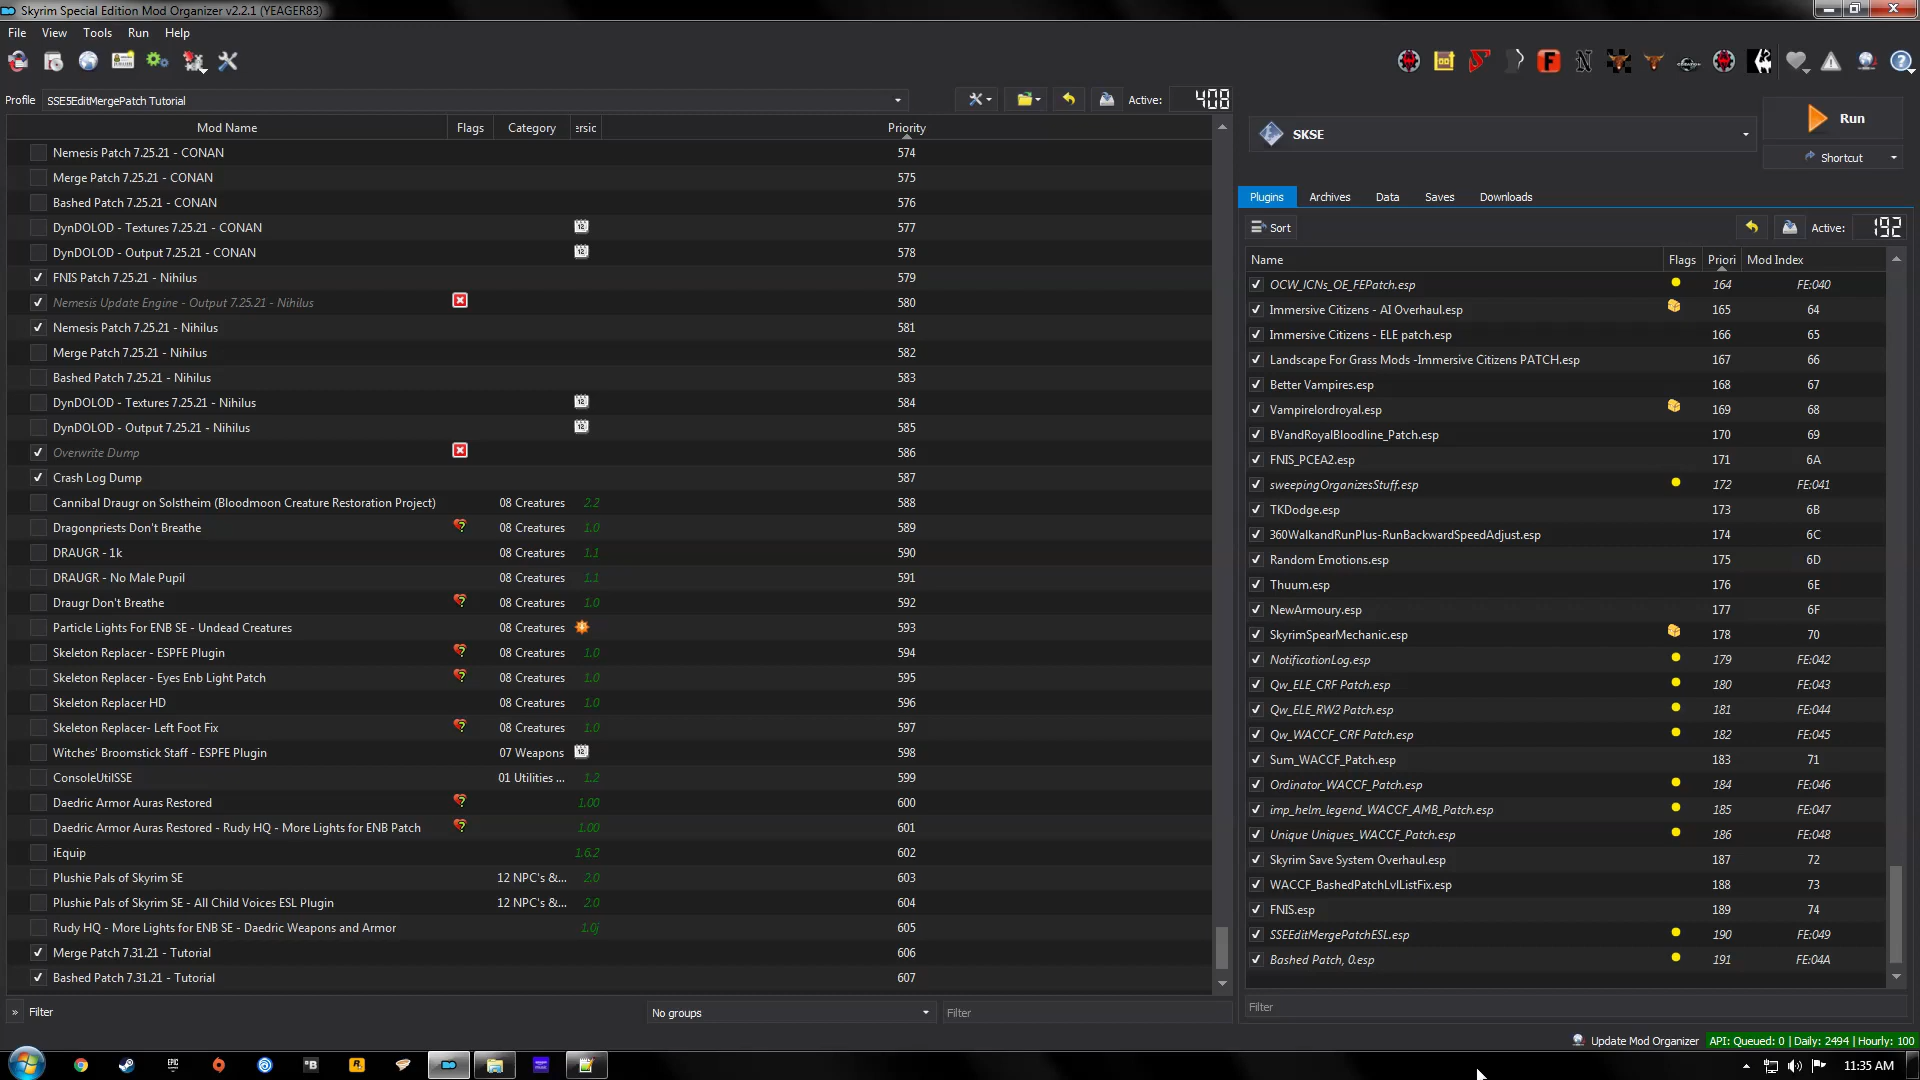 Skyrim Special Edition Mod Organizer v2.2.1 (YEAGER83)
File View Tools Run Help
Profile SSE5EditMergePatch Tutorial Active: 408
Mod Name Flags Category ersic Priority
Nemesis Patch 7.25.21 - CONAN 574
Merge Patch 7.25.21 - CONAN 575
Bashed Patch 7.25.21 - CONAN 576
DynDOLOD - Textures 7.25.21 - CONAN 577
DynDOLOD - Output 7.25.21 - CONAN 578
FNIS Patch 7.25.21 - Nihilus 579
Nemesis Update Engine - Output 7.25.21 - Nihilus 580
Nemesis Patch 7.25.21 - Nihilus 581
Merge Patch 7.25.21 - Nihilus 582
Bashed Patch 7.25.21 - Nihilus 583
DynDOLOD - Textures 7.25.21 - Nihilus 584
DynDOLOD - Output 7.25.21 - Nihilus 585
Overwrite Dump 586
Crash Log Dump 587
Cannibal Draugr on Solstheim (Bloodmoon Creature Restoration Project) 08 Creatures 2.2 588
Dragonpriests Don't Breathe 08 Creatures 1.0 589
DRAUGR - 1k 08 Creatures 1.1 590
DRAUGR - No Male Pupil 08 Creatures 1.1 591
Draugr Don't Breathe 08 Creatures 1.0 592
Particle Lights For ENB SE - Undead Creatures 08 Creatures 593
Skeleton Replacer - ESPFE Plugin 08 Creatures 1.0 594
Skeleton Replacer - Eyes Enb Light Patch 08 Creatures 1.0 595
Skeleton Replacer HD 08 Creatures 1.0 596
Skeleton Replacer- Left Foot Fix 08 Creatures 1.0 597
Witches' Broomstick Staff - ESPFE Plugin 07 Weapons 598
ConsoleUtilSSE 01 Utilities ... 1.2 599
Daedric Armor Auras Restored 1.00 600
Daedric Armor Auras Restored - Rudy HQ - More Lights for ENB Patch 1.00 601
iEquip 1.6.2 602
Plushie Pals of Skyrim SE 12 NPC's &... 2.0 603
Plushie Pals of Skyrim SE - All Child Voices ESL Plugin 12 NPC's &... 2.0 604
Rudy HQ - More Lights for ENB SE - Daedric Weapons and Armor 1.0j 605
Merge Patch 7.31.21 - Tutorial 606
Bashed Patch 7.31.21 - Tutorial 607
» Filter No groups Filter
SKSE Run
Shortcut
Plugins Archives Data Saves Downloads
Sort Active: 192
Name Flags Priori Mod Index
OCW_ICNs_OE_FEPatch.esp 164 FE:040
Immersive Citizens - AI Overhaul.esp 165 64
Immersive Citizens - ELE patch.esp 166 65
Landscape For Grass Mods -Immersive Citizens PATCH.esp 167 66
Better Vampires.esp 168 67
Vampirelordroyal.esp 169 68
BVandRoyalBloodline_Patch.esp 170 69
FNIS_PCEA2.esp 171 6A
sweepingOrganizesStuff.esp 172 FE:041
TKDodge.esp 173 6B
360WalkandRunPlus-RunBackwardSpeedAdjust.esp 174 6C
Random Emotions.esp 175 6D
Thuum.esp 176 6E
NewArmoury.esp 177 6F
SkyrimSpearMechanic.esp 178 70
NotificationLog.esp 179 FE:042
Qw_ELE_CRF Patch.esp 180 FE:043
Qw_ELE_RW2 Patch.esp 181 FE:044
Qw_WACCF_CRF Patch.esp 182 FE:045
Sum_WACCF_Patch.esp 183 71
Ordinator_WACCF_Patch.esp 184 FE:046
imp_helm_legend_WACCF_AMB_Patch.esp 185 FE:047
Unique Uniques_WACCF_Patch.esp 186 FE:048
Skyrim Save System Overhaul.esp 187 72
WACCF_BashedPatchLvlListFix.esp 188 73
FNIS.esp 189 74
SSEEditMergePatchESL.esp 190 FE:049
Bashed Patch, 0.esp 191 FE:04A
Filter
Update Mod Organizer API: Queued: 0 | Daily: 2494 | Hourly: 100
11:35 AM